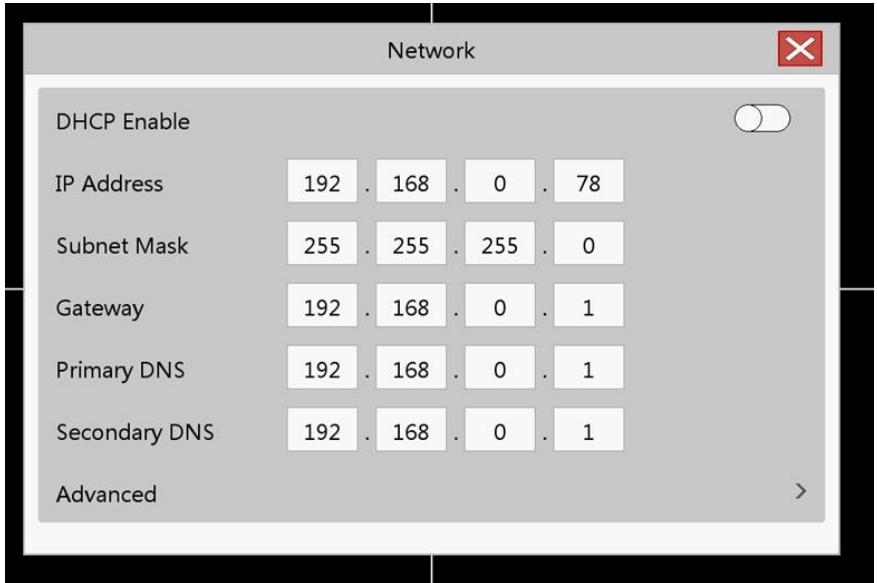 Network
DHCP Enable
IP Address 192 . 168 . 0 . 78
Subnet Mask 255 . 255 . 255 . 0
Gateway 192 . 168 . 0 . 1
Primary DNS 192 . 168 . 0 . 1
Secondary DNS 192 . 168 . 0 . 1
Advanced >